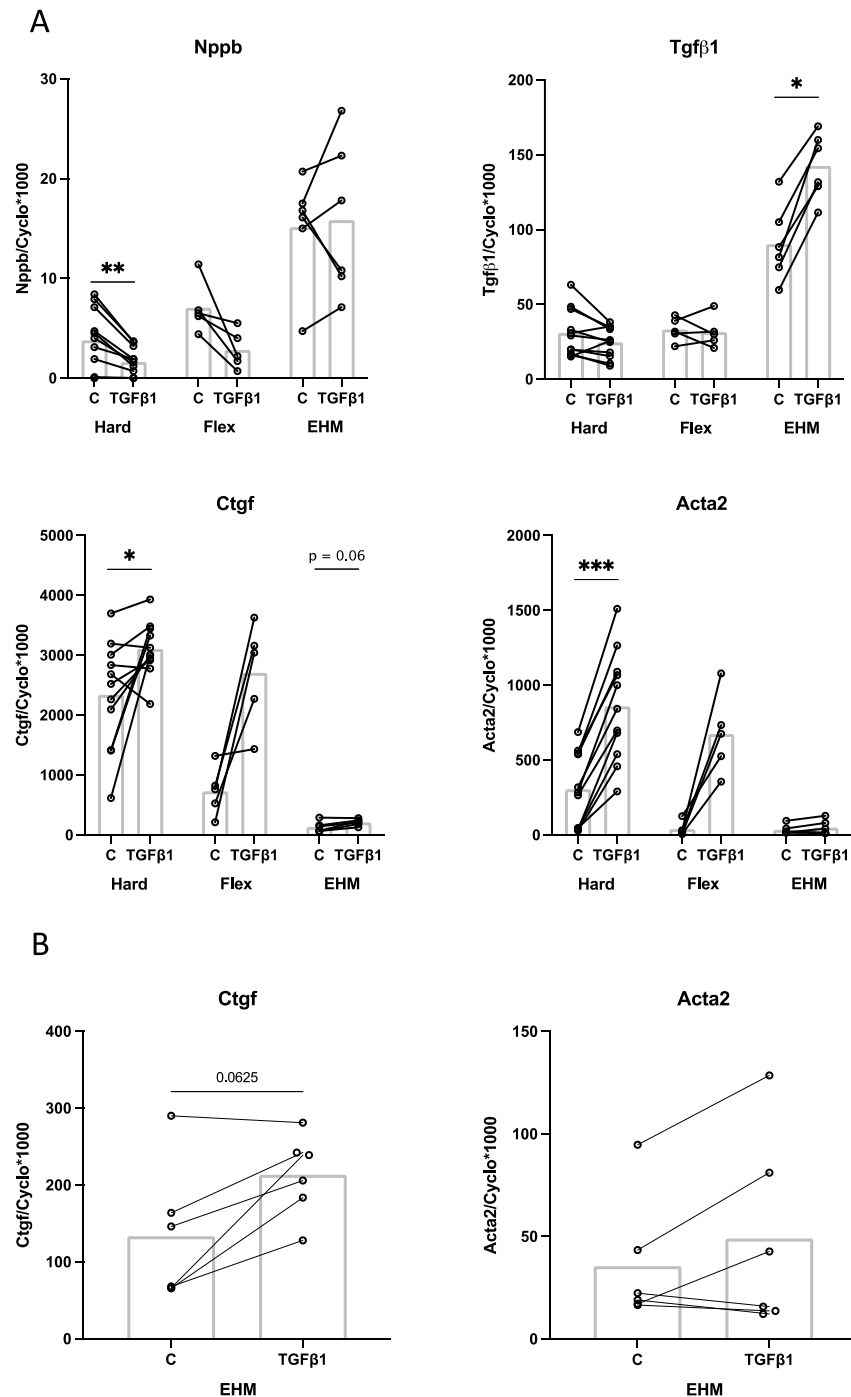 A
Nppb
Nppb/Cyclo*1000
30
20
10
0
**
C TGFβ1 C TGFβ1 C TGFβ1
Hard Flex EHM
Tgfβ1
Tgfβ1/Cyclo*1000
200
150
100
50
0
*
C TGFβ1 C TGFβ1 C TGFβ1
Hard Flex EHM
Ctgf
Ctgf/Cyclo*1000
5000
4000
3000
2000
1000
0
*
p = 0.06
C TGFβ1 C TGFβ1 C TGFβ1
Hard Flex EHM
Acta2
Acta2/Cyclo*1000
2000
1500
1000
500
0
***
C TGFβ1 C TGFβ1 C TGFβ1
Hard Flex EHM
B
Ctgf
Ctgf/Cyclo*1000
400
300
200
100
0
0.0625
C TGFβ1
EHM
Acta2
Acta2/Cyclo*1000
150
100
50
0
C TGFβ1
EHM